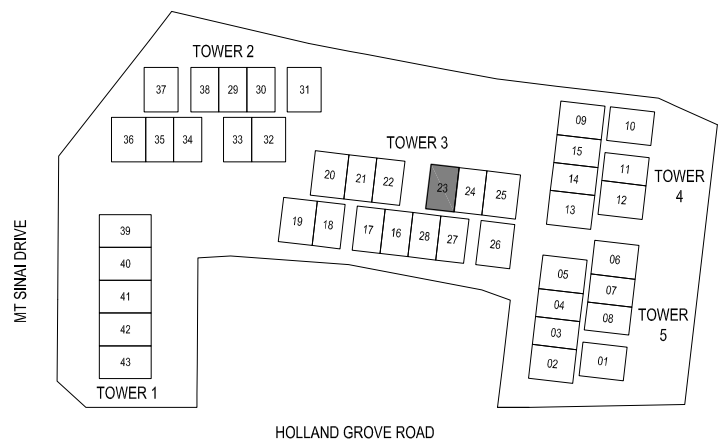 TOWER 2
37 38 29 30 31
36 35 34 33 32
TOWER 3
20 21 22 23 24 25
19 18 17 16 28 27 26
09 10
15
14 11
13 12
TOWER
4
39
40
41
42
43
TOWER 1
05 06
04 07
03 08
02 01
TOWER
5
MT SINAI DRIVE
HOLLAND GROVE ROAD